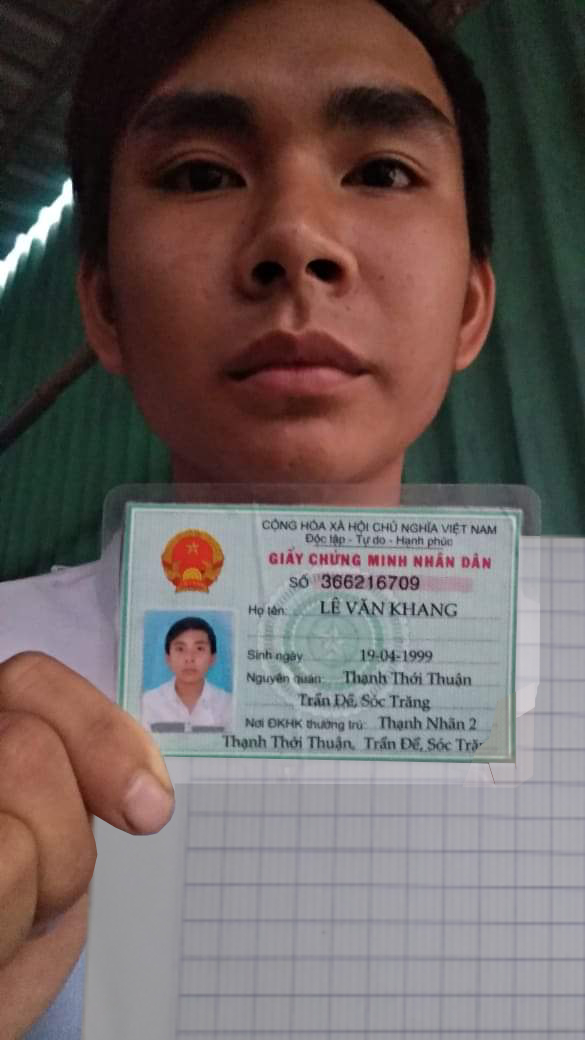 CỘNG HÒA XÃ HỘI CHỦ NGHĨA VIỆT NAM
Độc lập - Tự do - Hạnh phúc
GIẤY CHỨNG MINH NHÂN DÂN
SỐ 366216709
Họ tên: LÊ VĂN KHANG
Sinh ngày 19-04-1999
Nguyên quán: Thạnh Thới Thuận
Trần Đề, Sóc Trăng
Nơi ĐKHK thường trú: Thạnh Nhãn 2
Thạnh Thới Thuận, Trần Đề, Sóc